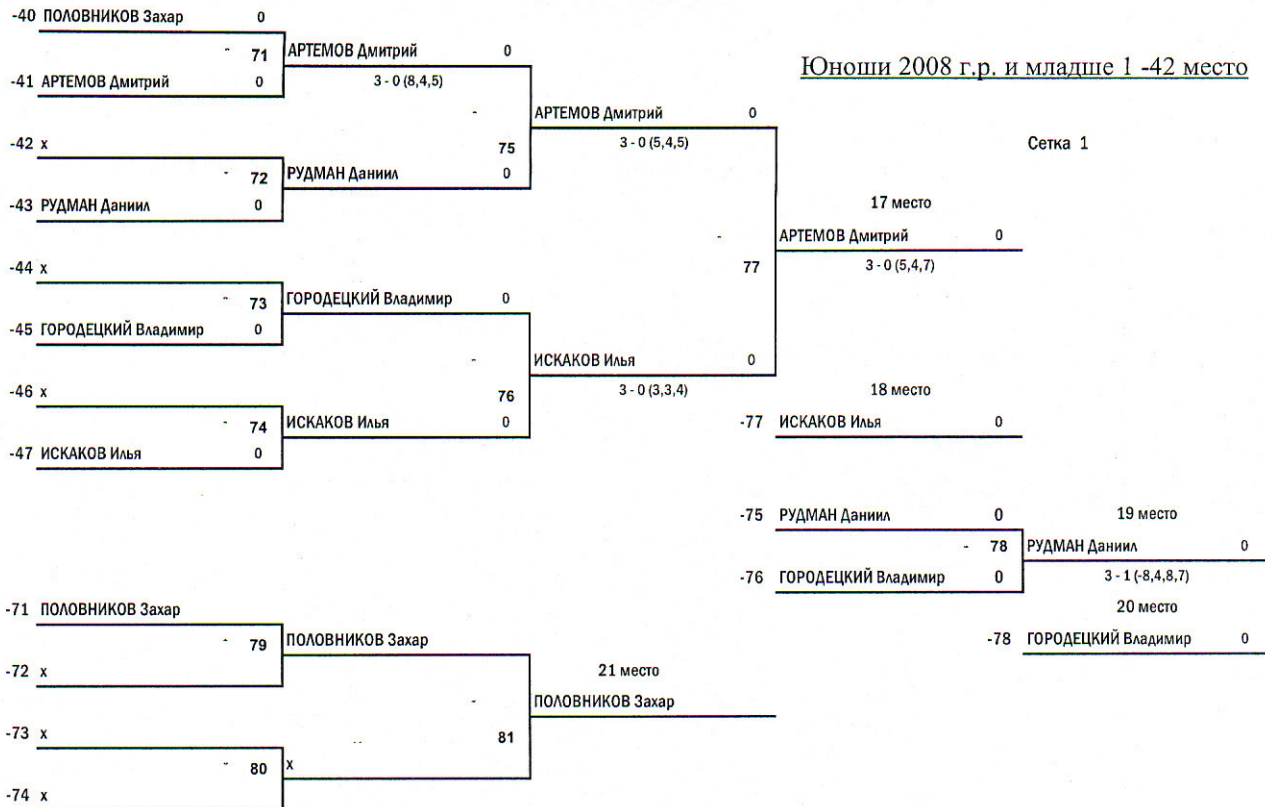 -40 ПОЛОВНИКОВ Захар 0
- 71 АРТЕМОВ Дмитрий 0
Юноши 2008 г.р. и младше 1 -42 место
-41 АРТЕМОВ Дмитрий 0 3 - 0 (8,4,5)
- АРТЕМОВ Дмитрий 0
-42 х 75 3 - 0 (5,4,5) Сетка 1
- 72 РУДМАН Даниил 0
-43 РУДМАН Даниил 0 17 место
- АРТЕМОВ Дмитрий 0
-44 х 77 3 - 0 (5,4,7)
- 73 ГОРОДЕЦКИЙ Владимир 0
-45 ГОРОДЕЦКИЙ Владимир 0
- ИСКАКОВ Илья 0
-46 х 76 3 - 0 (3,3,4) 18 место
- 74 ИСКАКОВ Илья 0 -77 ИСКАКОВ Илья 0
-47 ИСКАКОВ Илья 0
-75 РУДМАН Даниил 0 19 место
- 78 РУДМАН Даниил 0
-76 ГОРОДЕЦКИЙ Владимир 0 3 - 1 (-8,4,8,7)
20 место
-71 ПОЛОВНИКОВ Захар
- 79 ПОЛОВНИКОВ Захар -78 ГОРОДЕЦКИЙ Владимир 0
-72 х 21 место
- ПОЛОВНИКОВ Захар
-73 х 81
- 80 х
-74 х